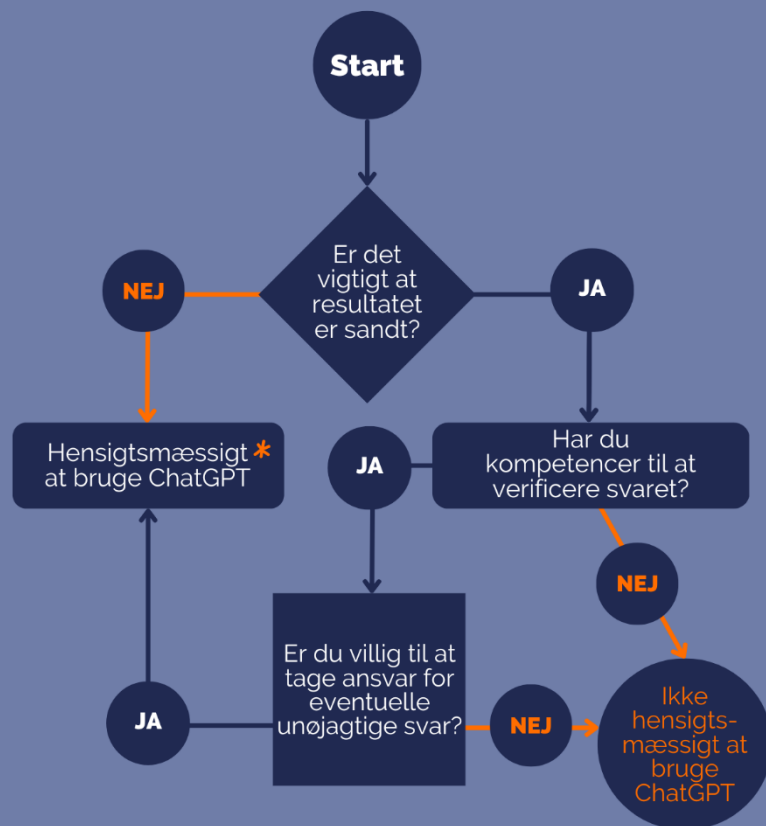 Start
Er det
vigtigt at
resultatet
er sandt?
NEJ
JA
Hensigtsmæssigt *
at bruge ChatGPT
JA
Har du
kompetencer til at
verificere svaret?
NEJ
Er du villig til at
tage ansvar for
eventuelle
unøjagtige svar?
JA
NEJ
Ikke
hensigts-
mæssigt at
bruge
ChatGPT